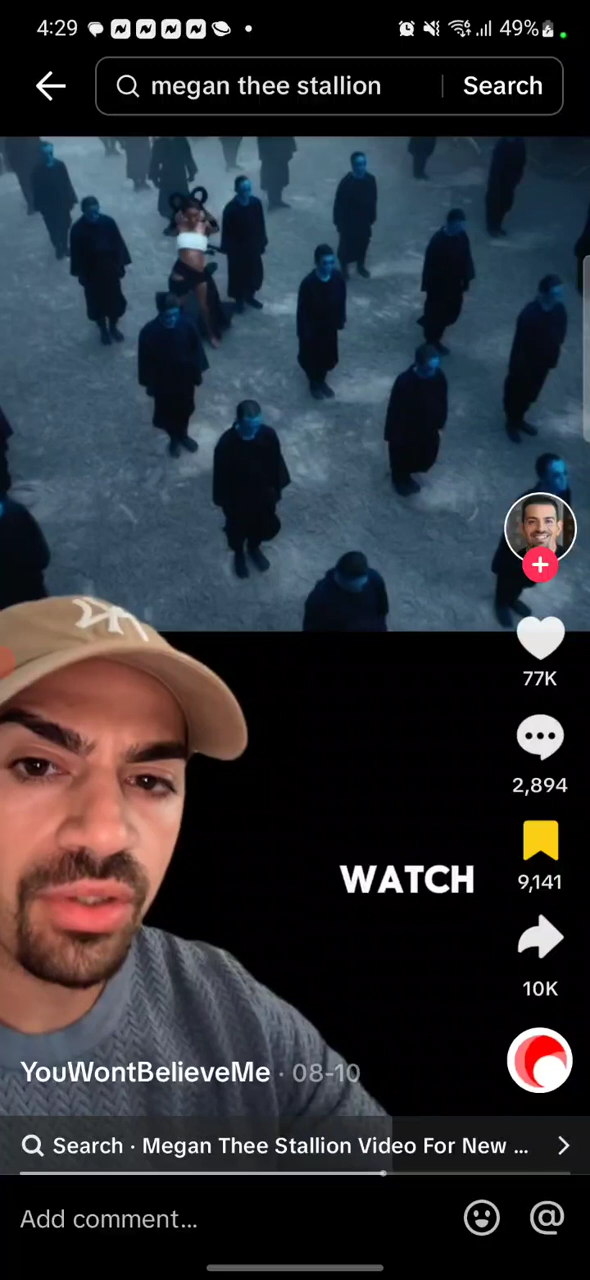 4:29
49%
megan thee stallion
Search
77K
2,894
WATCH
9,141
10K
YouWontBelieveMe · 08-10
Search · Megan Thee Stallion Video For New ...
Add comment...